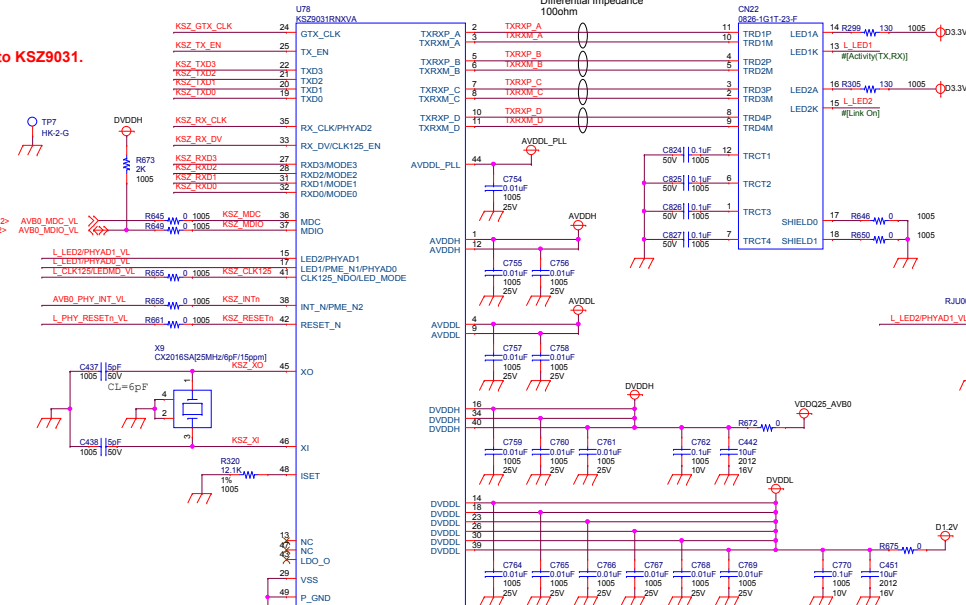 Differential Impedance
100ohm
to KSZ9031.
U78
KSZ9031RNXVA
CN22
0826-1G1T-23-F
KSZ_GTX_CLK 24 GTX_CLK
KSZ_TX_EN 25 TX_EN
KSZ_TXD3 22 TXD3
KSZ_TXD2 21 TXD2
KSZ_TXD1 20 TXD1
KSZ_TXD0 19 TXD0
KSZ_RX_CLK 35 RX_CLK/PHYAD2
KSZ_RX_DV 33 RX_DV/CLK125_EN
KSZ_RXD3 27 RXD3/MODE3
KSZ_RXD2 28 RXD2/MODE2
KSZ_RXD1 31 RXD1/MODE1
KSZ_RXD0 32 RXD0/MODE0
TP7
HK-2-G
DVDDH
R673
2K
1005
2> AVB0_MDC_VL R645 0 1005 KSZ_MDC 36 MDC
2> AVB0_MDIO_VL R649 0 1005 KSZ_MDIO 37 MDIO
L_LED2/PHYAD1_VL 15 LED2/PHYAD1
L_LED1/PHYAD0_VL 17 LED1/PME_N1/PHYAD0
L_CLK125/LEDMD_VL R655 0 1005 KSZ_CLK125 41 CLK125_NDO/LED_MODE
AVB0_PHY_INT_VL R658 0 1005 KSZ_INTn 38 INT_N/PME_N2
L_PHY_RESETn_VL R661 0 1005 KSZ_RESETn 42 RESET_N
X9
CX2016SA[25MHz/6pF/15ppm]
C437 5pF
1005 50V
CL=6pF
KSZ_XO 45 XO
1
4
2
3
C438 5pF
1005 50V
KSZ_XI 46 XI
R320
12.1K
1%
1005
48 ISET
13 NC
47 NC
43 LDO_O
29 VSS
49 P_GND
TXRXP_A 2 TXRXP_A 11 TRD1P
TXRXM_A 3 TXRXM_A 10 TRD1M
TXRXP_B 5 TXRXP_B 4 TRD2P
TXRXM_B 6 TXRXM_B 5 TRD2M
TXRXP_C 7 TXRXP_C 3 TRD3P
TXRXM_C 8 TXRXM_C 2 TRD3M
TXRXP_D 10 TXRXP_D 8 TRD4P
TXRXM_D 11 TXRXM_D 9 TRD4M
LED1A 14 R299 130 1005 D3.3V
LED1K 13 L_LED1
#[Activity(TX,RX)]
LED2A 16 R305 130 1005 D3.3V
LED2K 15 L_LED2
#[Link On]
C824 0.1uF 12 TRCT1
50V 1005
C825 0.1uF 6 TRCT2
50V 1005
C826 0.1uF 1 TRCT3
50V 1005
C827 0.1uF 7 TRCT4
50V 1005
SHIELD0 17 R646 0 1005
SHIELD1 18 R650 0 1005
AVDDL_PLL
AVDDL_PLL 44
C754
0.01uF
1005
25V
AVDDH
AVDDH 1
AVDDH 12
C755
0.01uF
1005
25V
C756
0.01uF
1005
25V
AVDDL
AVDDL 4
AVDDL 9
C757
0.01uF
1005
25V
C758
0.01uF
1005
25V
RJU0
L_LED2/PHYAD1_VL
DVDDH
DVDDH 16
DVDDH 34
DVDDH 40
VDDQ25_AVB0
R672 0
C759
0.01uF
1005
25V
C760
0.01uF
1005
25V
C761
0.01uF
1005
25V
C762
0.1uF
1005
10V
C442
10uF
2012
16V
DVDDL
DVDDL 14
DVDDL 18
DVDDL 23
DVDDL 26
DVDDL 30
DVDDL 39
D1.2V
R675 0
C764
0.01uF
1005
25V
C765
0.01uF
1005
25V
C766
0.01uF
1005
25V
C767
0.01uF
1005
25V
C768
0.01uF
1005
25V
C769
0.01uF
1005
25V
C770
0.1uF
1005
10V
C451
10uF
2012
16V